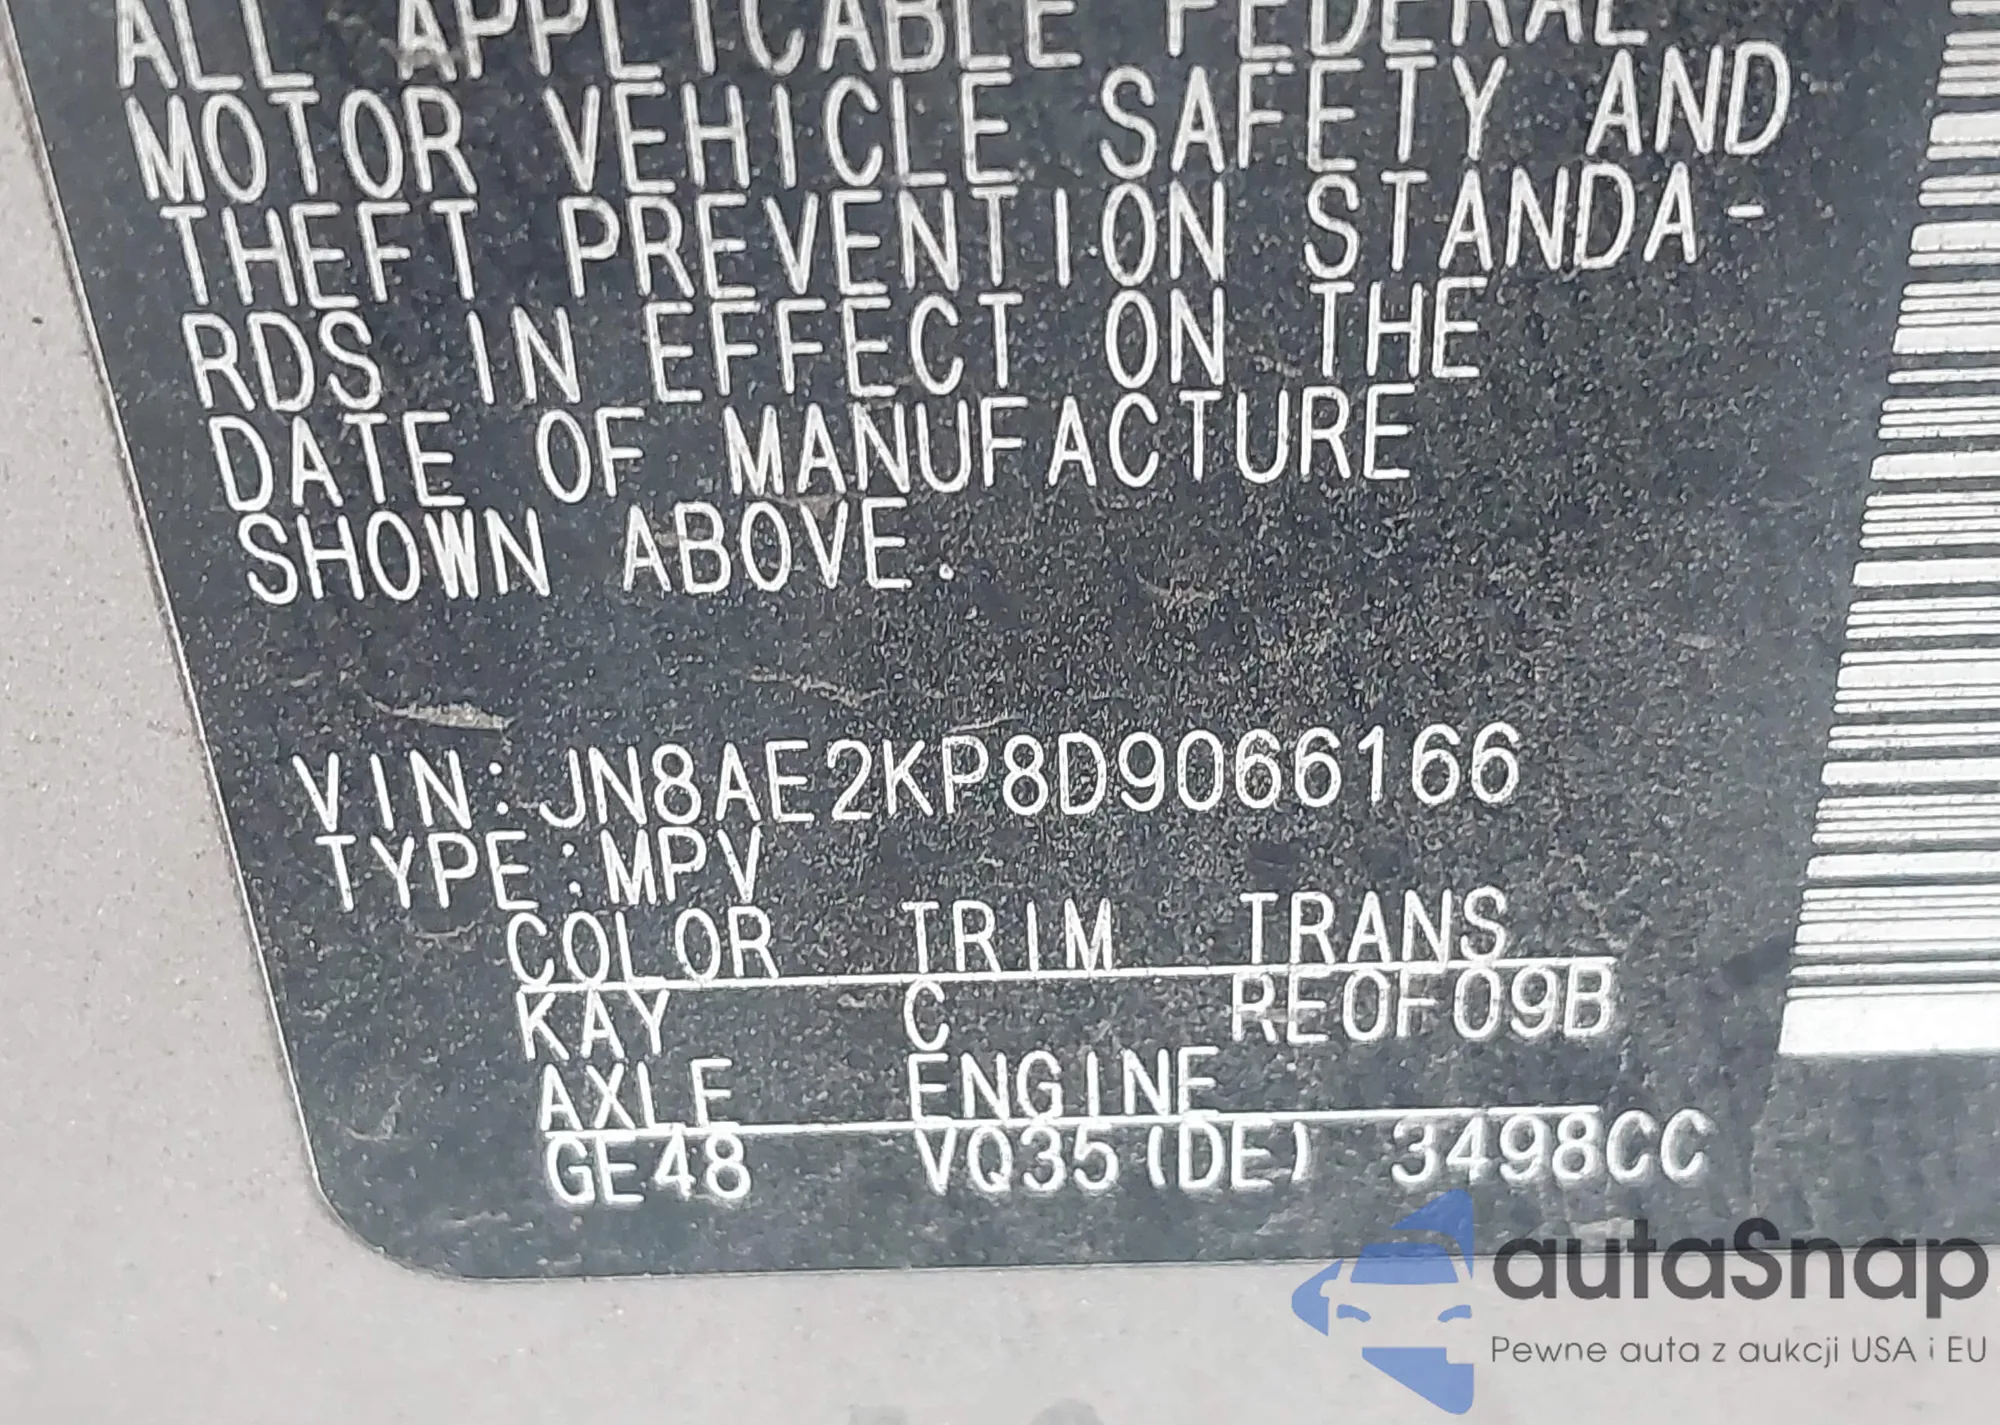 ALL APPLICABLE FEDERAL
MOTOR VEHICLE SAFETY AND
THEFT PREVENTION STANDA-
RDS IN EFFECT ON THE
DATE OF MANUFACTURE
SHOWN ABOVE.
VIN:JN8AE2KP8D9066166
TYPE:MPV
COLOR TRIM TRANS
KAY C RE0F09B
AXLE ENGINE
GE48 VQ35(DE) 3498CC
autaSnap
Pewne auta z aukcji USA i EU